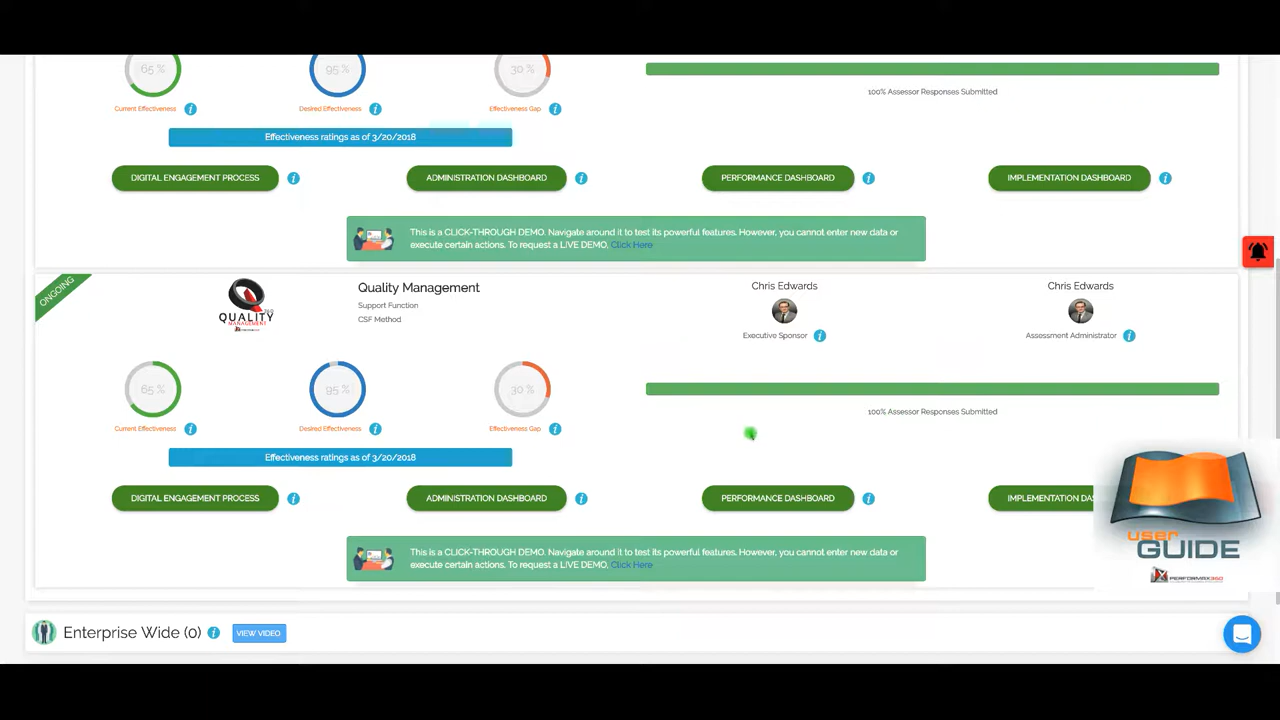 65 %
95 %
30 %
Current Effectiveness i
Desired Effectiveness i
Effectiveness Gap i
100% Assessor Responses Submitted
Effectiveness ratings as of 3/20/2018
DIGITAL ENGAGEMENT PROCESS i
ADMINISTRATION DASHBOARD i
PERFORMANCE DASHBOARD i
IMPLEMENTATION DASHBOARD i
This is a CLICK-THROUGH DEMO. Navigate around it to test its powerful features. However, you cannot enter new data or
execute certain actions. To request a LIVE DEMO, Click Here
ONGOING
QUALITY
MANAGEMENT
Quality Management
Support Function
CSF Method
Chris Edwards
Executive Sponsor i
Chris Edwards
Assessment Administrator i
65 %
95 %
30 %
Current Effectiveness i
Desired Effectiveness i
Effectiveness Gap i
100% Assessor Responses Submitted
Effectiveness ratings as of 3/20/2018
DIGITAL ENGAGEMENT PROCESS i
ADMINISTRATION DASHBOARD i
PERFORMANCE DASHBOARD i
IMPLEMENTATION DAS
This is a CLICK-THROUGH DEMO. Navigate around it to test its powerful features. However, you cannot enter new data or
execute certain actions. To request a LIVE DEMO, Click Here
user
GUIDE
PERFORMAX360
Enterprise Wide (0) i
VIEW VIDEO